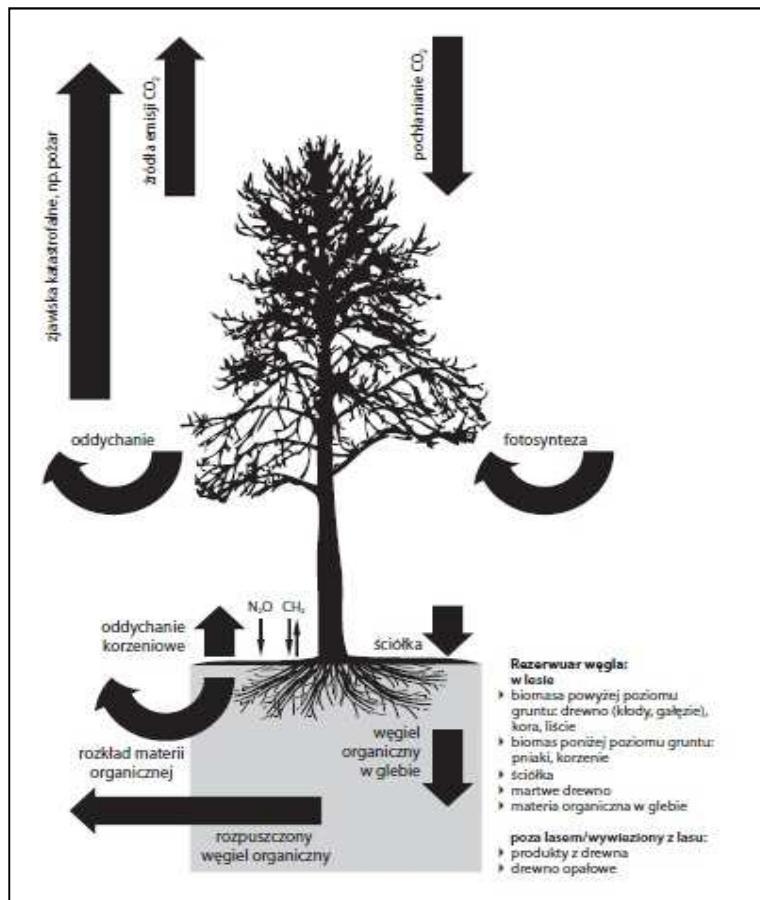 zjawiska katastrofalne, np. pożar
źródła emisji CO₂
pochłanianie CO₂
oddychanie
fotosynteza
N₂O
CH₄
oddychanie
korzeniowe
ściółka
rozkład materii
organicznej
węgiel
organiczny
w glebie
rozpuszczony
węgiel organiczny
Rezerwuar węgla:
w lesie
‣ biomasa powyżej poziomu
gruntu: drewno (kłody, gałęzie),
kora, liście
‣ biomas poniżej poziomu gruntu:
pniaki, korzenie
‣ ściółka
‣ martwe drewno
‣ materia organiczna w glebie
poza lasem/wywieziony z lasu:
‣ produkty z drewna
‣ drewno opałowe